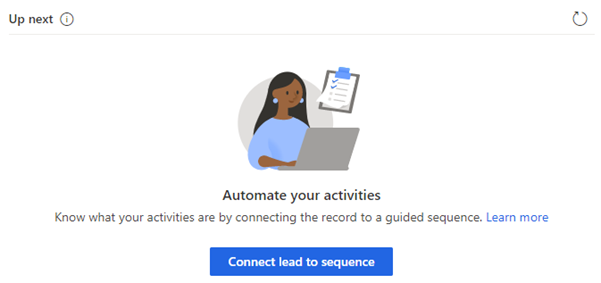 Up next
Automate your activities
Know what your activities are by connecting the record to a guided sequence. Learn more
Connect lead to sequence